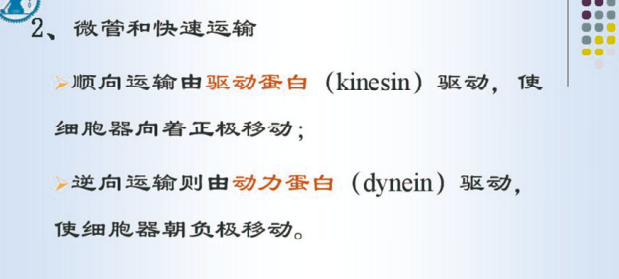 2、微管和快速运输
顺向运输由驱动蛋白（kinesin）驱动，使
细胞器向着正极移动；
逆向运输则由动力蛋白（dynein）驱动，
使细胞器朝负极移动。